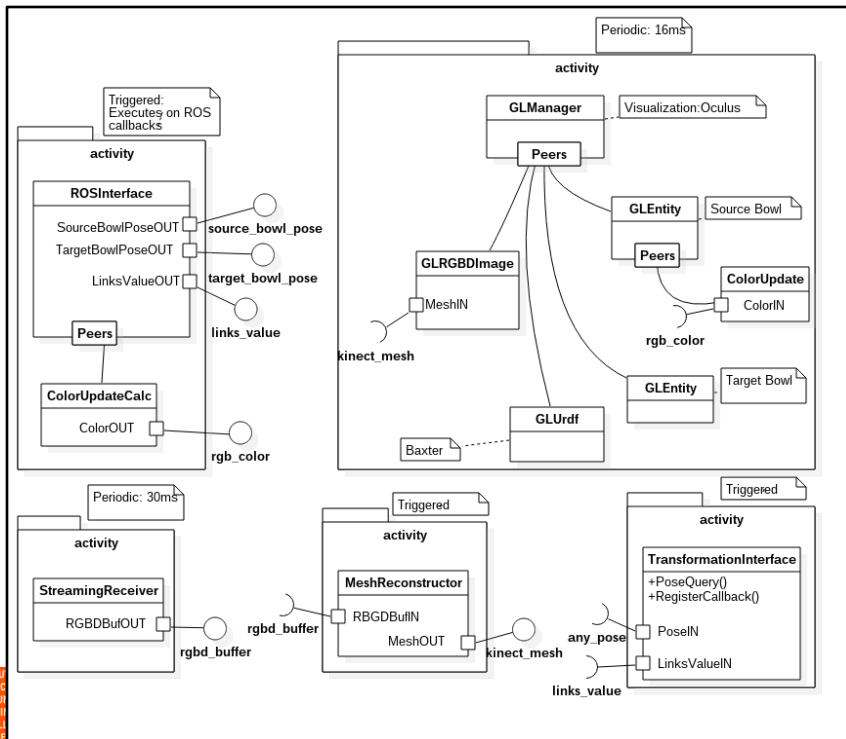 Triggered:
Executes on ROS
callbacks
activity
ROSInterface
SourceBowlPoseOUT
TargetBowlPoseOUT
LinksValueOUT
Peers
source_bowl_pose
target_bowl_pose
links_value
ColorUpdateCalc
ColorOUT
rgb_color
Periodic: 16ms
activity
GLManager
Peers
Visualization:Oculus
GLRGBDImage
MeshIN
kinect_mesh
GLEntity
Peers
Source Bowl
ColorUpdate
ColorIN
rgb_color
GLEntity
Target Bowl
GLUrdf
Baxter
Periodic: 30ms
activity
StreamingReceiver
RGBDBufOUT
rgbd_buffer
Triggered
activity
MeshReconstructor
RBGDBufIN
MeshOUT
rgbd_buffer
kinect_mesh
Triggered
activity
TransformationInterface
+PoseQuery()
+RegisterCallback()
PoseIN
LinksValueIN
any_pose
links_value